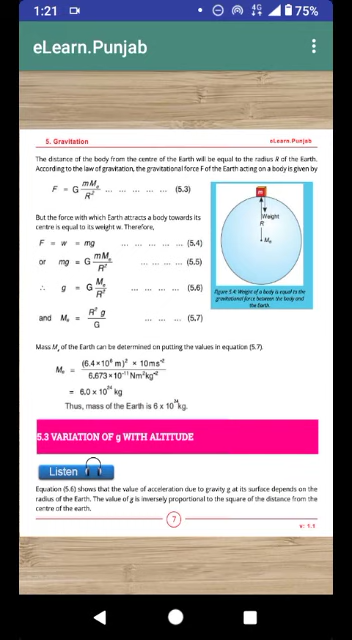 1:21 4G 75%
eLearn.Punjab
5. Gravitation eLearn.Punjab
The distance of the body from the centre of the Earth will be equal to the radius R of the Earth.
According to the law of gravitation, the gravitational force F of the Earth acting on a body is given by
F = G mMₑ/R² ... ... ... ... ... (5.3)
m
Weight
R
Mₑ
But the force with which Earth attracts a body towards its
centre is equal to its weight w. Therefore,
F = w = mg ... ... ... ... (5.4)
or mg = G mMₑ/R² ... ... ... (5.5)
∴ g = G Mₑ/R² ... ... ... ... (5.6)
Figure 5.4: Weight of a body is equal to the
gravitational force between the body and
the Earth.
and Mₑ = R² g/G ... ... ... (5.7)
Mass Mₑ of the Earth can be determined on putting the values in equation (5.7).
Mₑ = (6.4×10⁶ m)² × 10 ms⁻² / 6.673×10⁻¹¹ Nm²kg⁻²
= 6.0 × 10²⁴ kg
Thus, mass of the Earth is 6 x 10²⁴ kg.
5.3 VARIATION OF g WITH ALTITUDE
Listen
Equation (5.6) shows that the value of acceleration due to gravity g at its surface depends on the
radius of the Earth. The value of g is inversely proportional to the square of the distance from the
centre of the earth.
7
v: 1.1